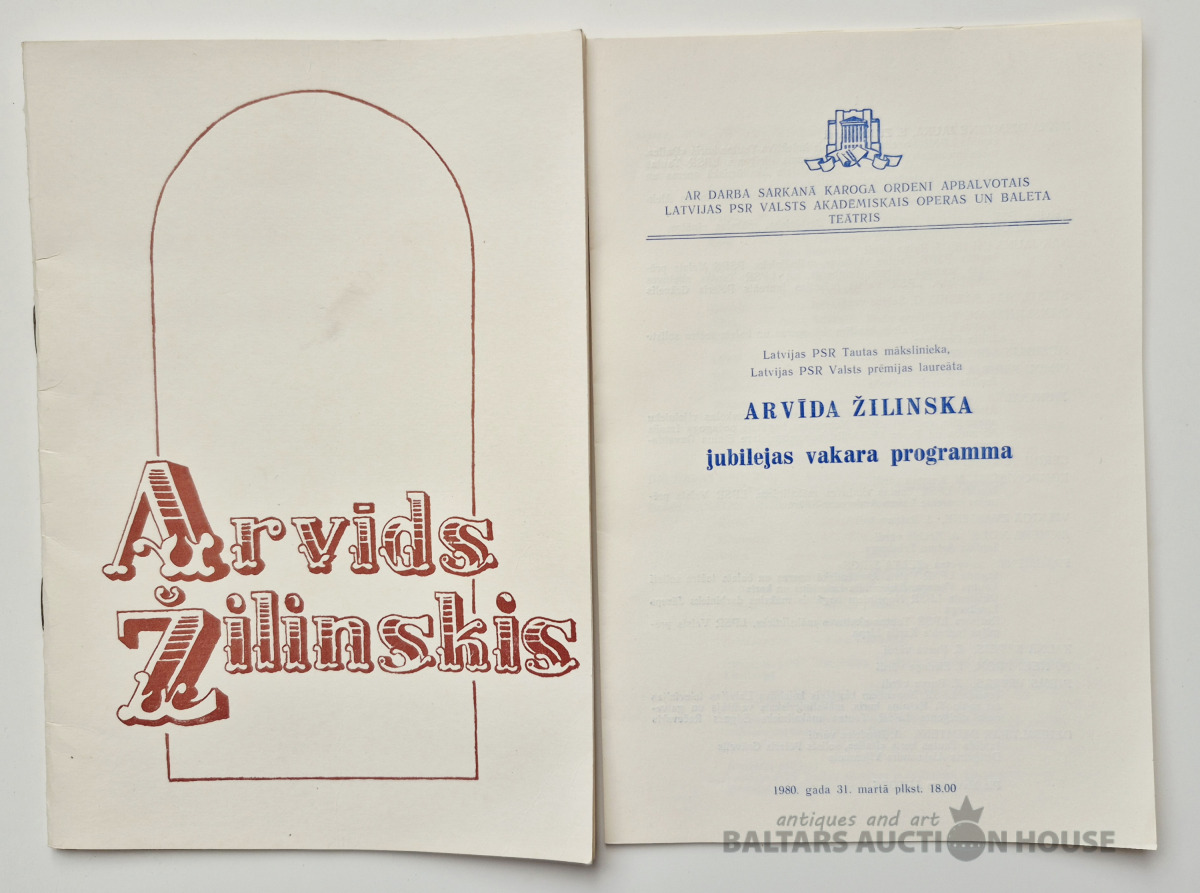 Arvids
Žilinskis
AR DARBA SARKANĀ KAROGA ORDENI APBALVOTAIS
LATVIJAS PSR VALSTS AKADĒMISKAIS OPERAS UN BALETA
TEĀTRIS
Latvijas PSR Tautas mākslinieka,
Latvijas PSR Valsts prēmijas laureāta
ARVĪDA ŽILINSKA
jubilejas vakara programma
1980. gada 31. martā plkst. 18.00
antiques and art
BALTARS AUCTION HOUSE